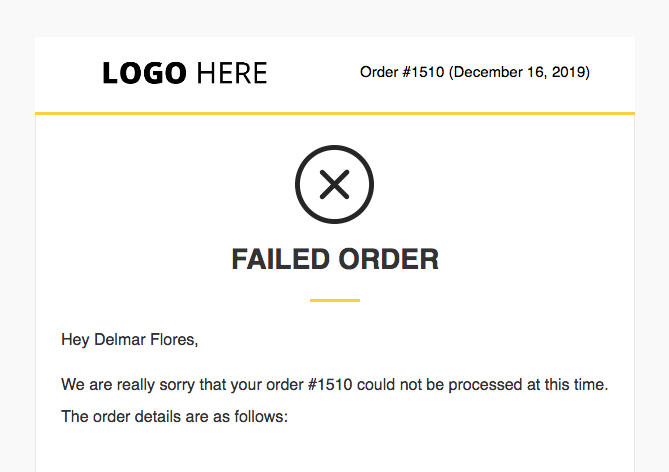 LOGO HERE
Order #1510 (December 16, 2019)
FAILED ORDER
Hey Delmar Flores,
We are really sorry that your order #1510 could not be processed at this time.
The order details are as follows: